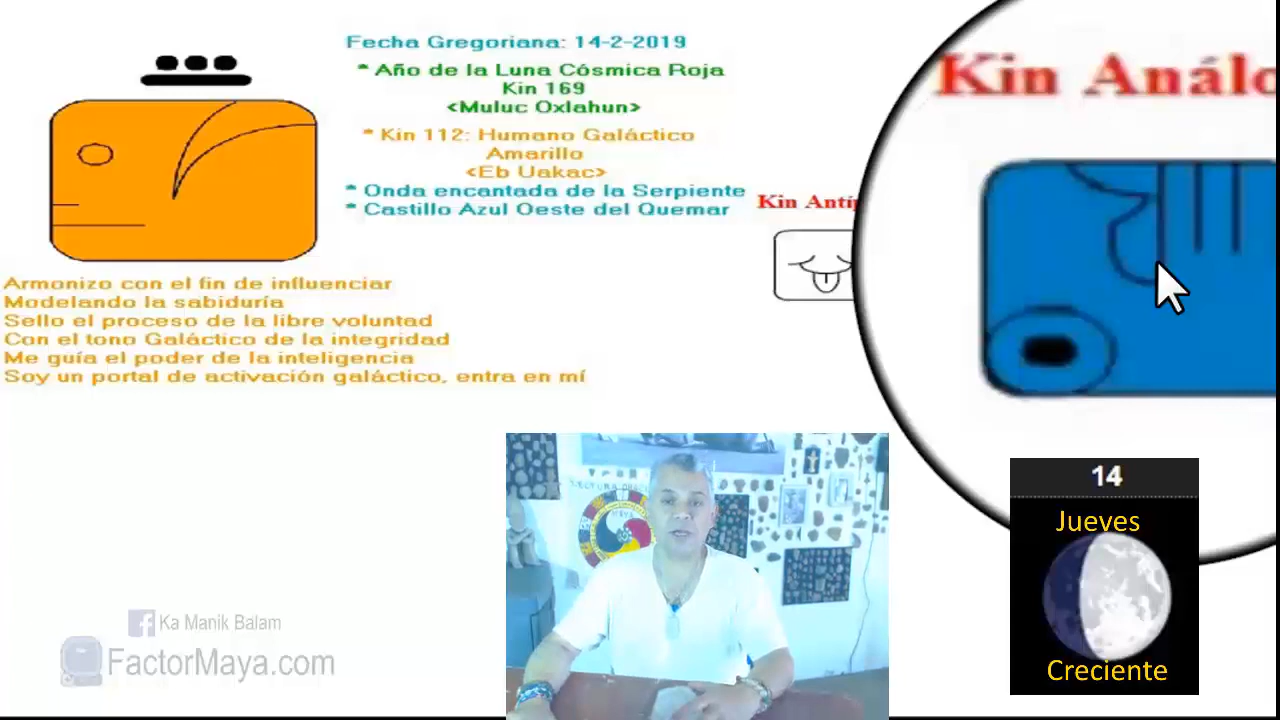 Fecha Gregoriana: 14-2-2019
* Año de la Luna Cósmica Roja
Kin 169
<Muluc Oxlahun>
* Kin 112: Humano Galáctico
Amarillo
<Eb Uakac>
* Onda encantada de la Serpiente
* Castillo Azul Oeste del Quemar
Kin Antíp
Kin Análo
Armonizo con el fin de influenciar
Modelando la sabiduría
Sello el proceso de la libre voluntad
Con el tono Galáctico de la integridad
Me guía el poder de la inteligencia
Soy un portal de activación galáctico, entra en mí
14
Jueves
Creciente
MAYA
Ka Manik Balam
FactorMaya.com